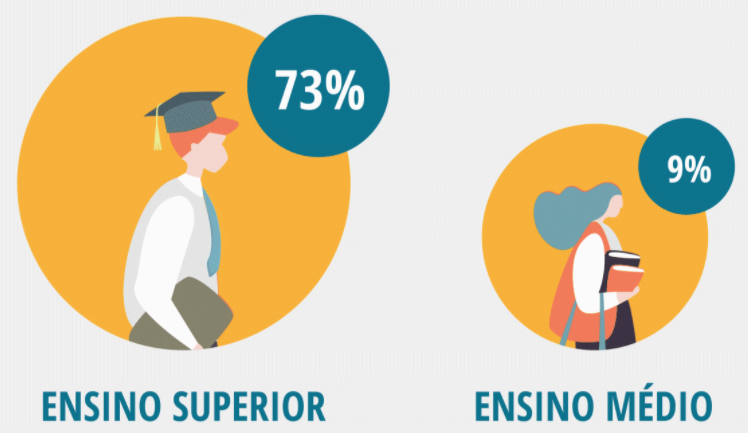 73%
9%
ENSINO SUPERIOR
ENSINO MÉDIO